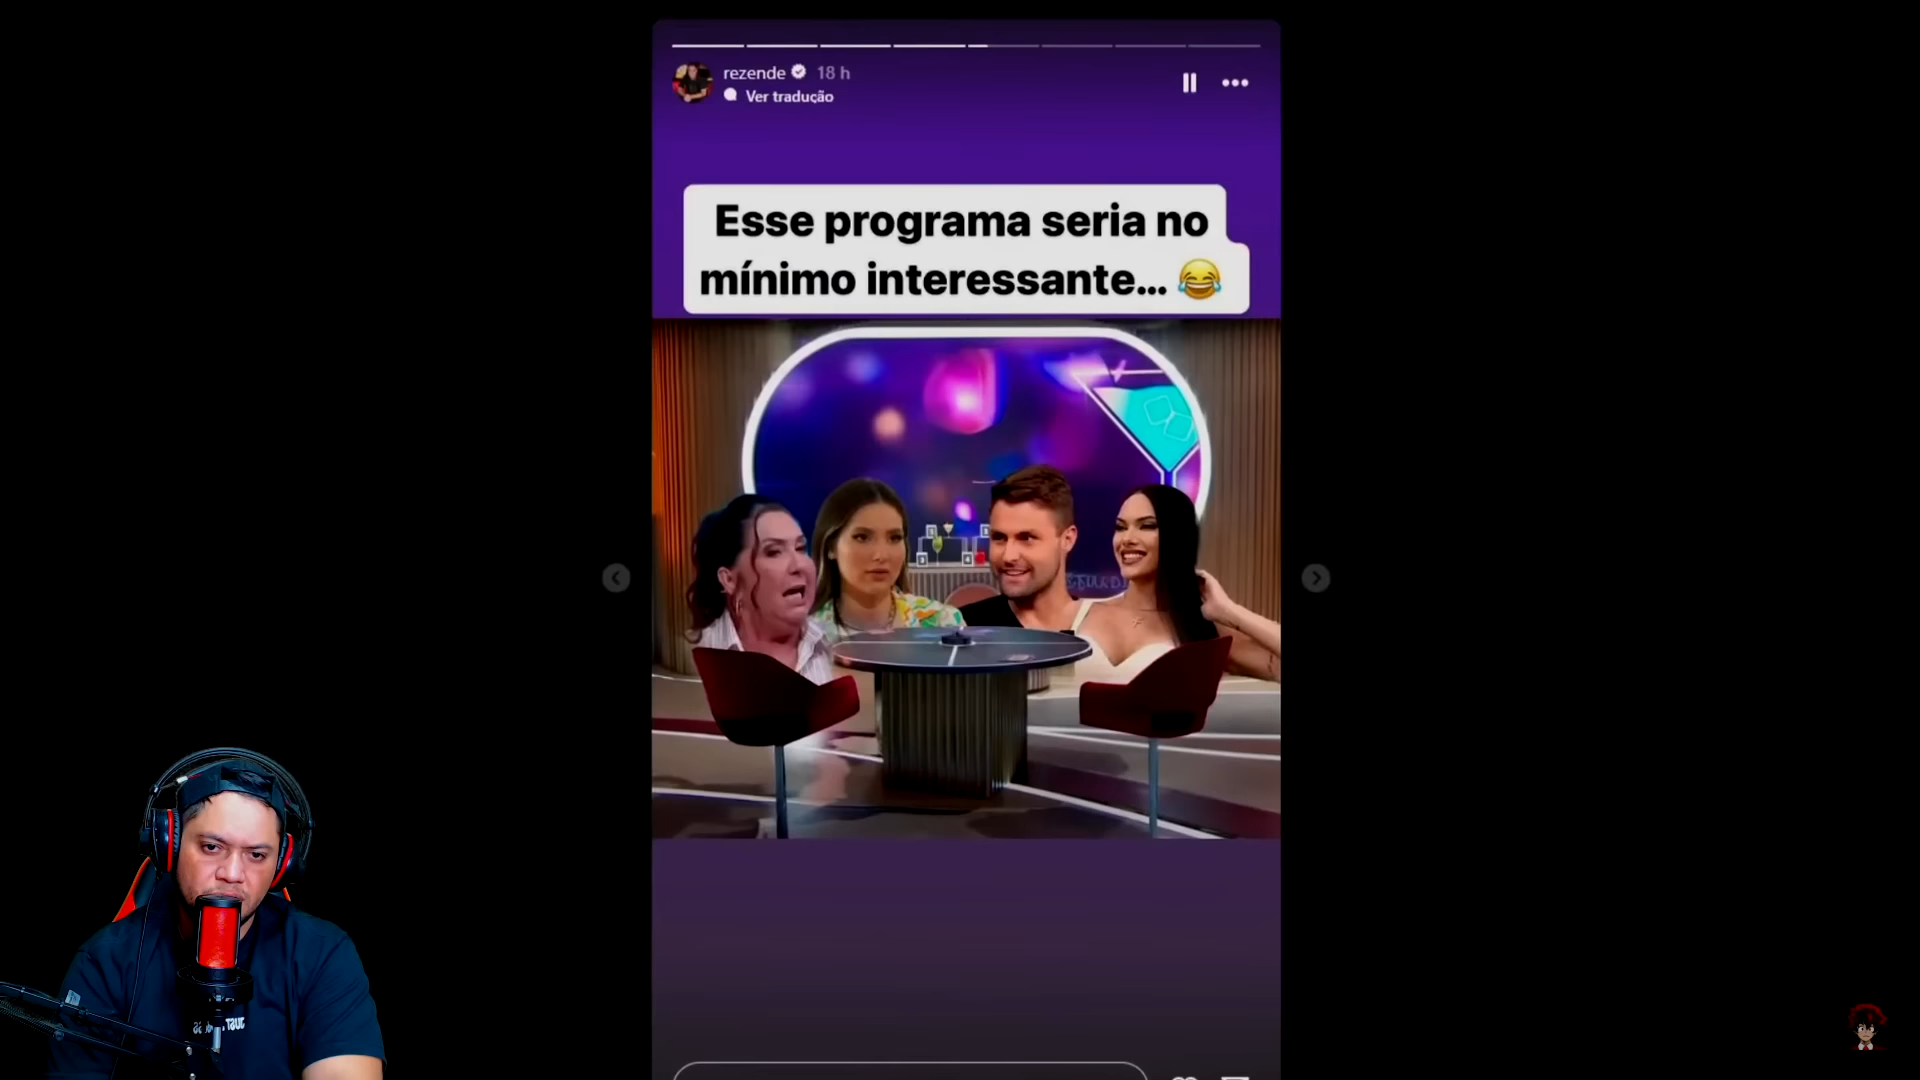 rezende 18 h
Ver tradução
Esse programa seria no
mínimo interessante... 😂